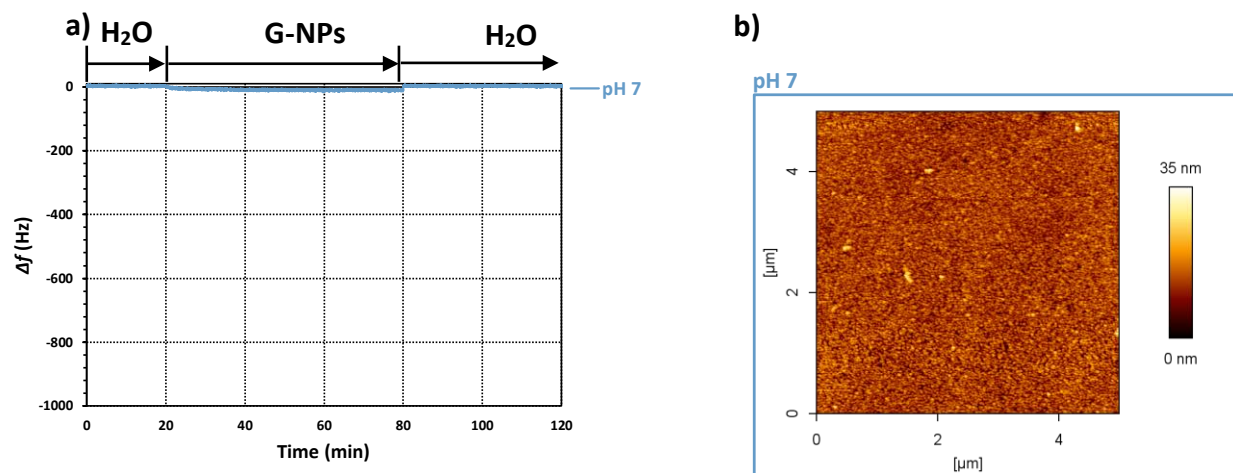 a)
H₂O
G-NPs
H₂O
0
-200
-400
-600
-800
-1000
Δf (Hz)
0
20
40
60
80
100
120
Time (min)
pH 7
b)
pH 7
4
2
0
[µm]
0
2
4
[µm]
35 nm
0 nm